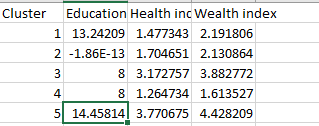 Cluster Education Health inc Wealth index
1 13.24209 1.477343 2.191806
2 -1.86E-13 1.704651 2.130864
3 8 3.172757 3.882772
4 8 1.264734 1.613527
5 14.45814 3.770675 4.428209